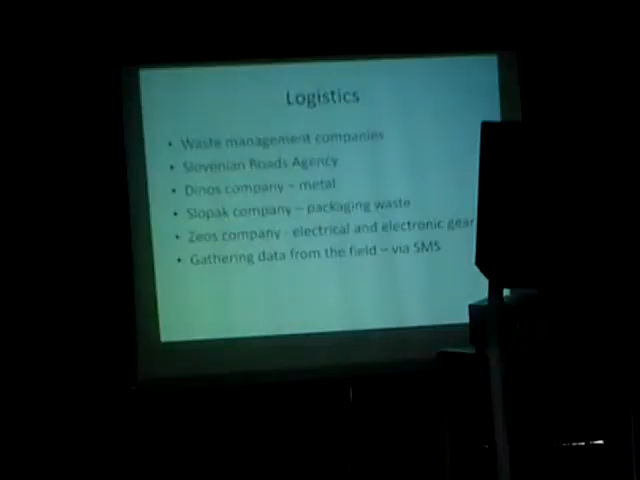 Logistics
• Waste management companies
• Slovenian Roads Agency
• Dinos company – metal
• Slopak company – packaging waste
• Zeos company - electrical and electronic gear
• Gathering data from the field – via SMS